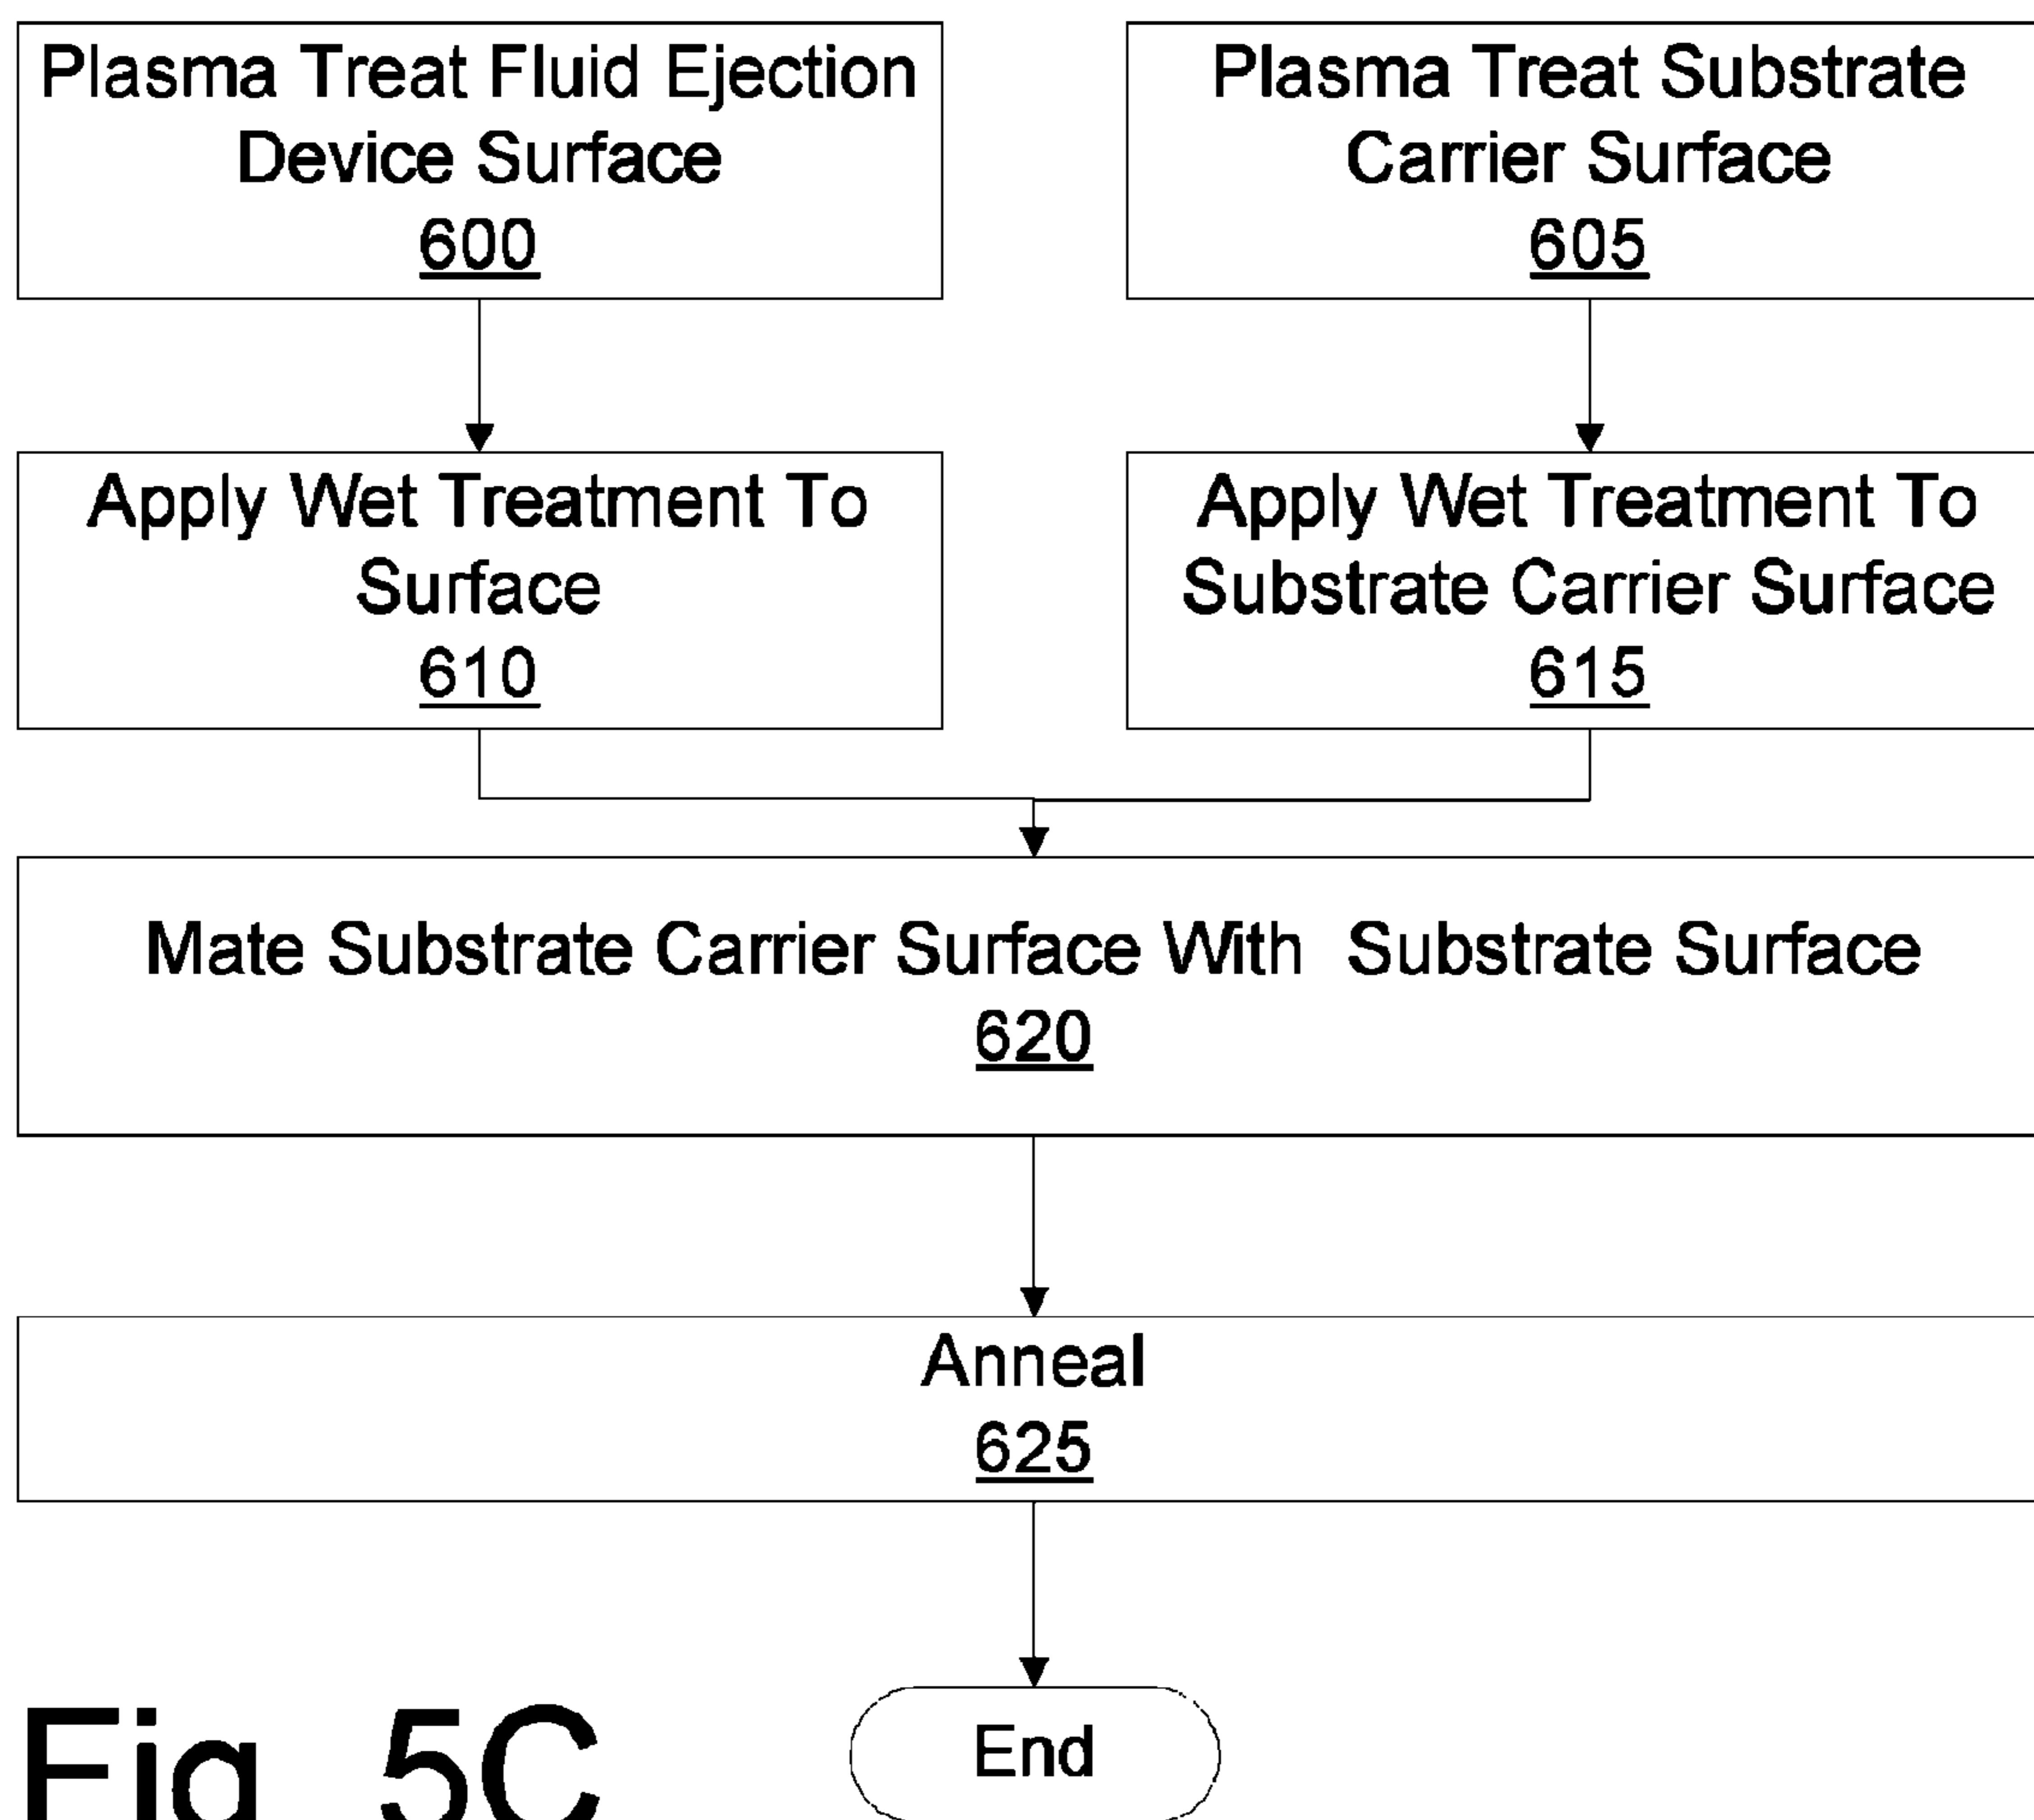 Plasma Treat Fluid Ejection
Device Surface
600
Plasma Treat Substrate
Carrier Surface
605
Apply Wet Treatment To
Surface
610
Apply Wet Treatment To
Substrate Carrier Surface
615
Mate Substrate Carrier Surface With Substrate Surface
620
Anneal
625
End
Fig 5C